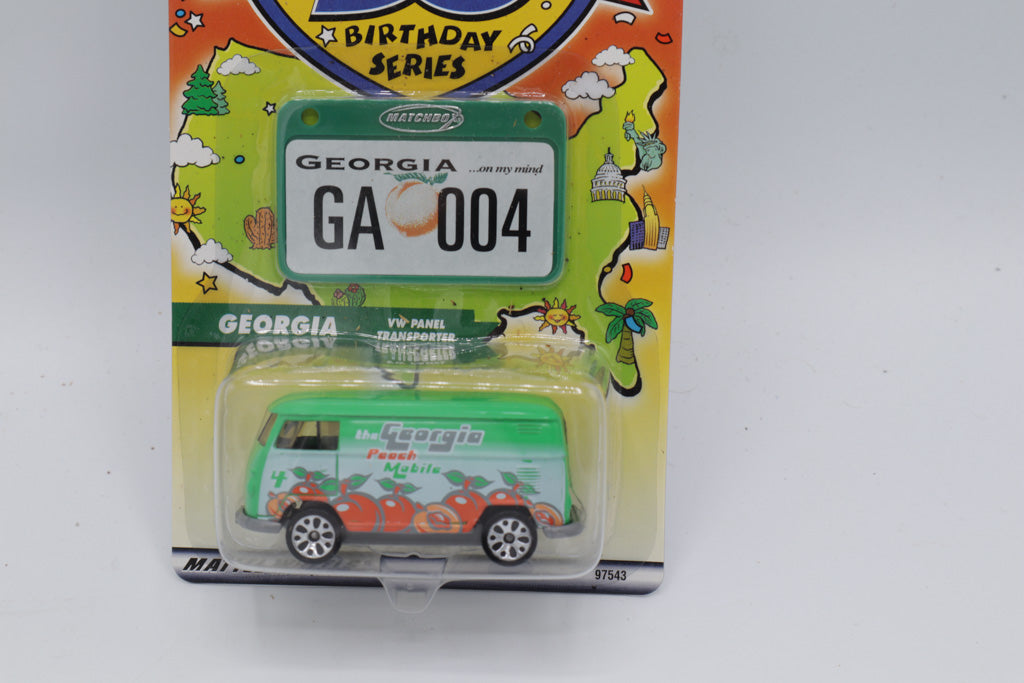 BIRTHDAY
SERIES
MATCHBOX
GEORGIA ...on my mind
GA 004
GEORGIA
VW PANEL
TRANSPORTER
the Georgia
Peach
Mobile
4
97543